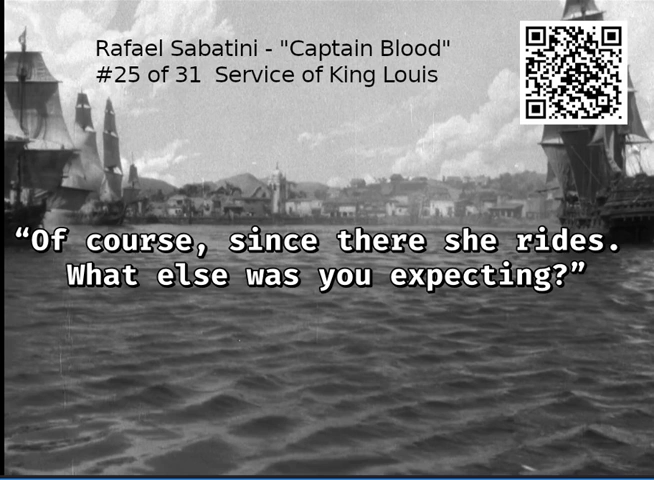 Rafael Sabatini - "Captain Blood"
#25 of 31  Service of King Louis
“Of course, since there she rides.
What else was you expecting?”